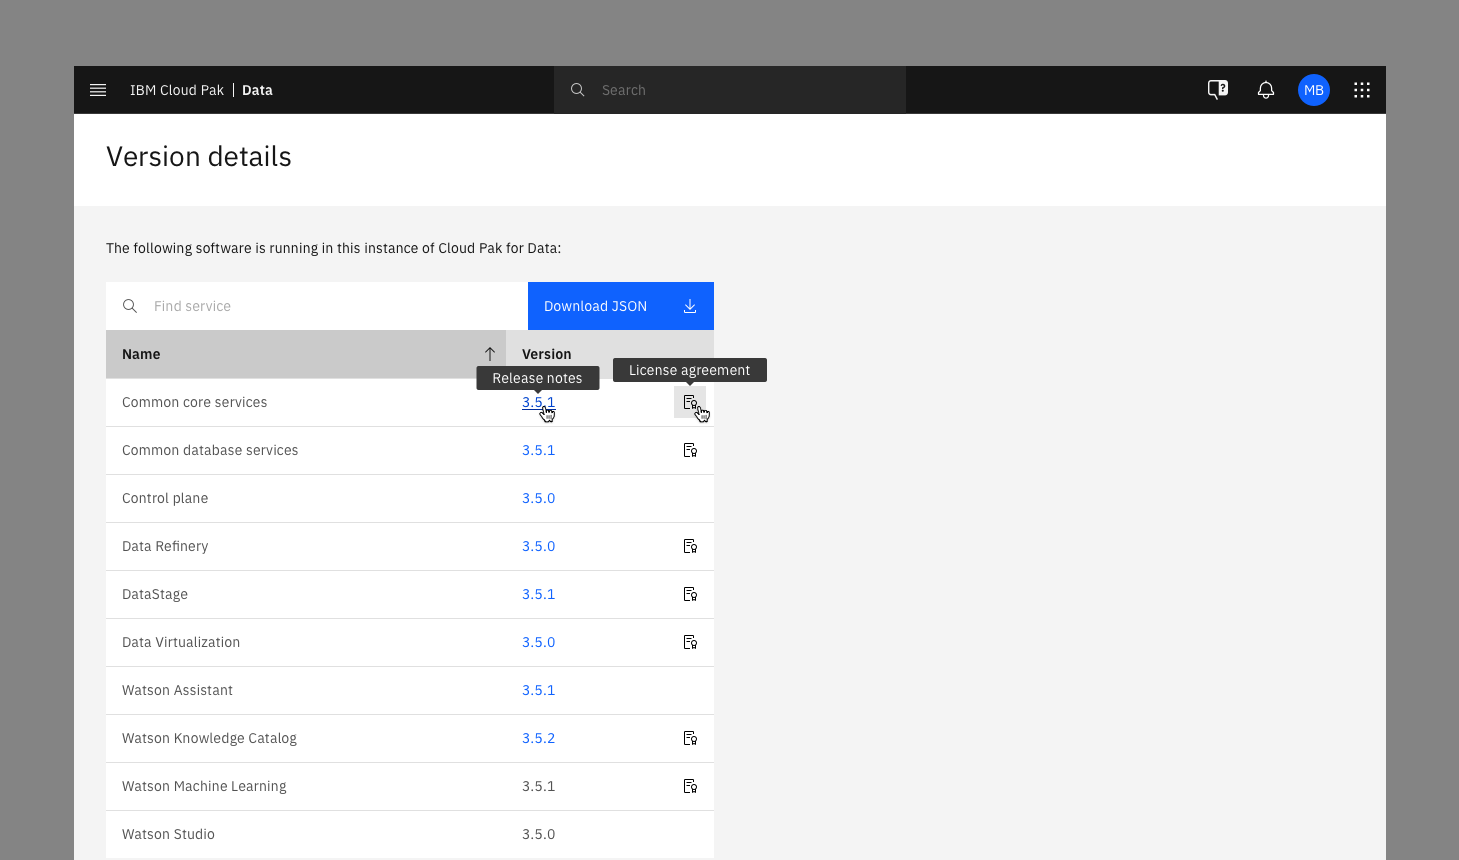 IBM Cloud Pak | Data
Search
?
MB
Version details
The following software is running in this instance of Cloud Pak for Data:
Find service
Download JSON
Name
Version
Release notes
License agreement
Common core services 3.5.1
Common database services 3.5.1
Control plane 3.5.0
Data Refinery 3.5.0
DataStage 3.5.1
Data Virtualization 3.5.0
Watson Assistant 3.5.1
Watson Knowledge Catalog 3.5.2
Watson Machine Learning 3.5.1
Watson Studio 3.5.0